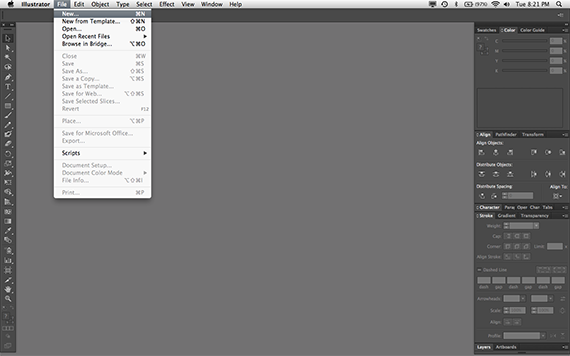 Illustrator File Edit Object Type Select Effect View Window Help (97%) Tue 8:21 PM
New... ⌘N
New from Template... ⇧⌘N
Open... ⌘O
Open Recent Files
Browse in Bridge... ⌥⌘O
Close ⌘W
Save ⌘S
Save As... ⇧⌘S
Save a Copy... ⌥⌘S
Save as Template...
Save for Web... ⌥⇧⌘S
Save Selected Slices...
Revert F12
Place... ⌥⌘P
Save for Microsoft Office...
Export...
Scripts
Document Setup...
Document Color Mode
File Info... ⌥⇧⌘I
Print... ⌘P
Swatches Color Color Guide
C
M
Y
K
Align Pathfinder Transform
Align Objects:
Distribute Objects:
Distribute Spacing: Align To:
Character Para Oper Char Tabs
Stroke Gradient Transparency
Weight:
Cap:
Corner: Limit:
Align Stroke:
Dashed Line
dash gap dash gap dash gap
Arrowheads:
Scale:
Align:
Profile:
Layers Artboards